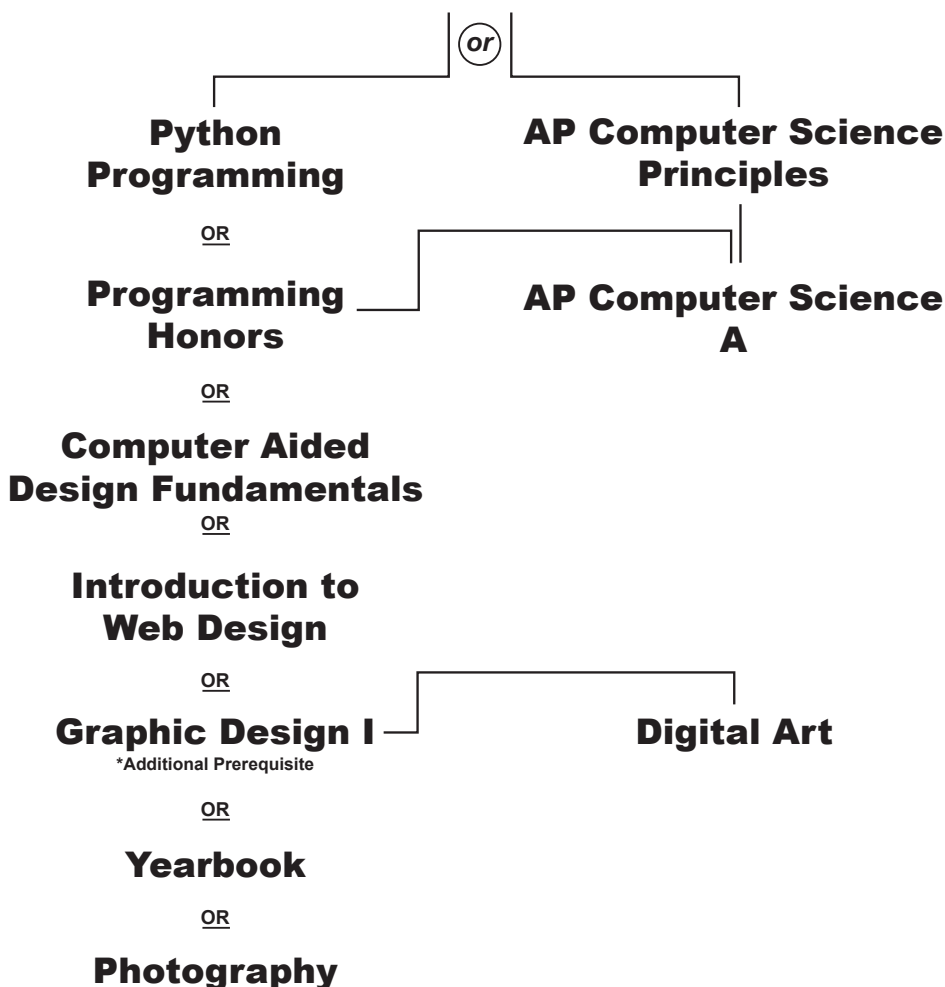 or
Python
Programming
AP Computer Science
Principles
OR
Programming
Honors
AP Computer Science
A
OR
Computer Aided
Design Fundamentals
OR
Introduction to
Web Design
OR
Graphic Design I
*Additional Prerequisite
Digital Art
OR
Yearbook
OR
Photography